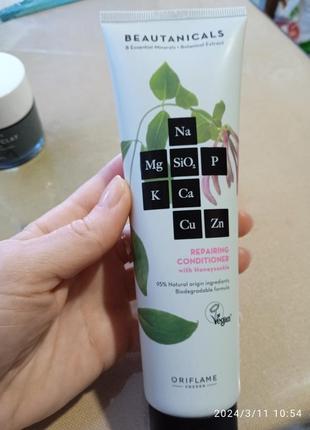 BEAUTANICALS
8 Essential Minerals + Botanical Extract
Na
Mg SiO₂ P
K Ca
Cu Zn
REPAIRING
CONDITIONER
with Honeysuckle
95% Natural origin ingredients
Biodegradable formula
Vegan
ORIFLAME
SWEDEN
CLAY
2024/3/11 10:54